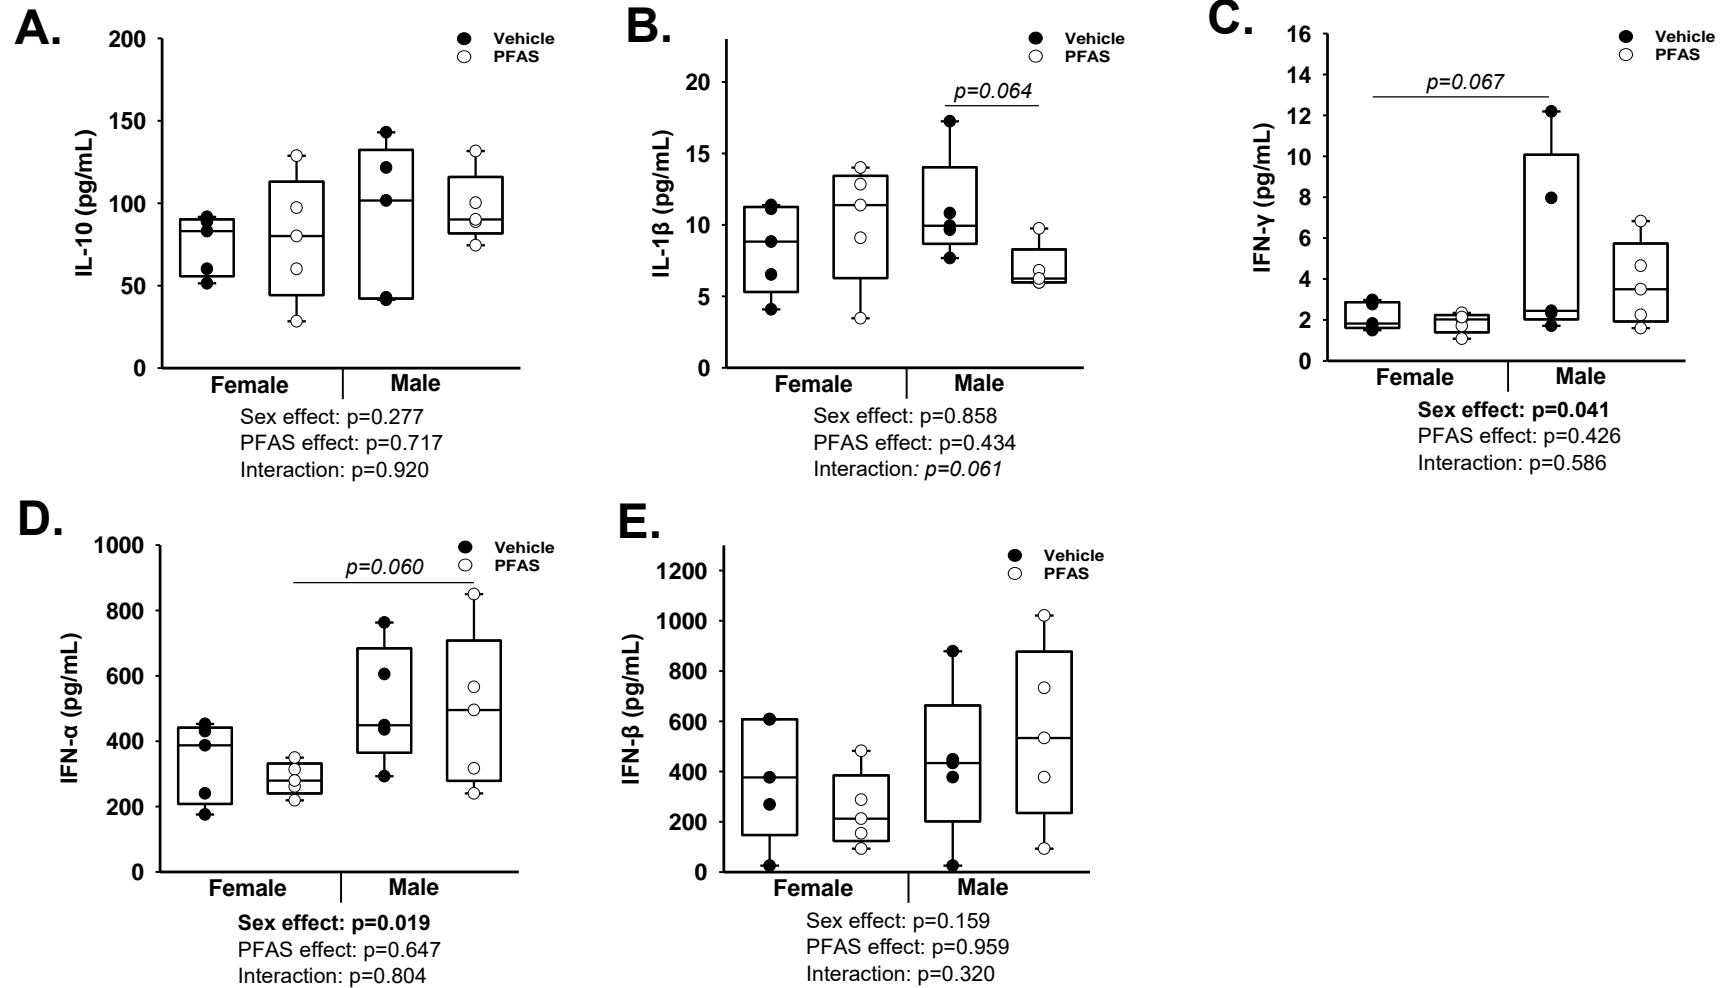 A.
Vehicle
PFAS
200
150
100
50
0
IL-10 (pg/mL)
Female
Male
Sex effect: p=0.277
PFAS effect: p=0.717
Interaction: p=0.920
B.
Vehicle
PFAS
p=0.064
20
15
10
5
0
IL-1β (pg/mL)
Female
Male
Sex effect: p=0.858
PFAS effect: p=0.434
Interaction: p=0.061
C.
Vehicle
PFAS
p=0.067
16
14
12
10
8
6
4
2
0
IFN-γ (pg/mL)
Female
Male
Sex effect: p=0.041
PFAS effect: p=0.426
Interaction: p=0.586
D.
Vehicle
PFAS
p=0.060
1000
800
600
400
200
0
IFN-α (pg/mL)
Female
Male
Sex effect: p=0.019
PFAS effect: p=0.647
Interaction: p=0.804
E.
Vehicle
PFAS
1200
1000
800
600
400
200
0
IFN-β (pg/mL)
Female
Male
Sex effect: p=0.159
PFAS effect: p=0.959
Interaction: p=0.320